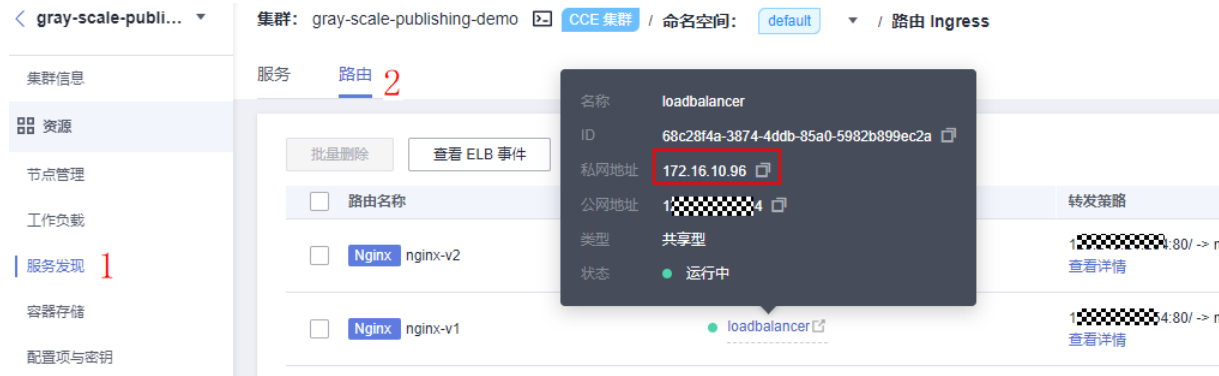 gray-scale-publi...
集群： gray-scale-publishing-demo CCE 集群 / 命名空间： default / 路由 Ingress
集群信息
服务 路由 2
资源
批量删除 查看 ELB 事件
节点管理
路由名称 转发策略
工作负载
Nginx nginx-v2 :80/ ->
查看详情
服务发现 1
容器存储
Nginx nginx-v1 loadbalancer 4:80/ ->
查看详情
配置项与密钥
名称 loadbalancer
ID 68c28f4a-3874-4ddb-85a0-5982b899ec2a
私网地址 172.16.10.96
公网地址 1 4
类型 共享型
状态 运行中